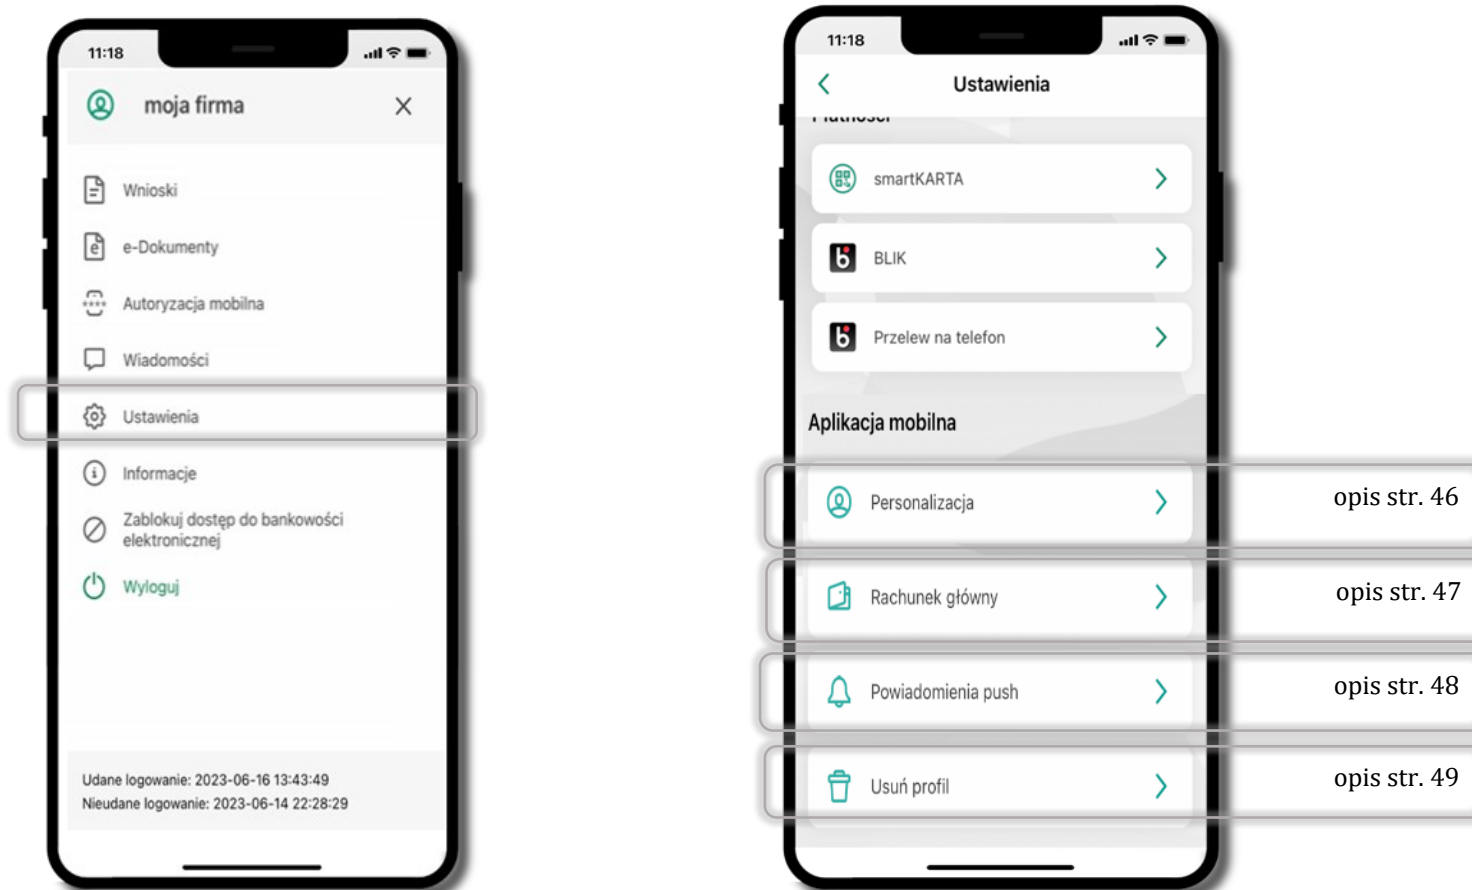 11:18
moja firma
Wnioski
e-Dokumenty
Autoryzacja mobilna
Wiadomości
Ustawienia
Informacje
Zablokuj dostęp do bankowości
elektronicznej
Wyloguj
Udane logowanie: 2023-06-16 13:43:49
Nieudane logowanie: 2023-06-14 22:28:29
11:18
Ustawienia
Płatności
smartKARTA
BLIK
Przelew na telefon
Aplikacja mobilna
Personalizacja
opis str. 46
Rachunek główny
opis str. 47
Powiadomienia push
opis str. 48
Usuń profil
opis str. 49